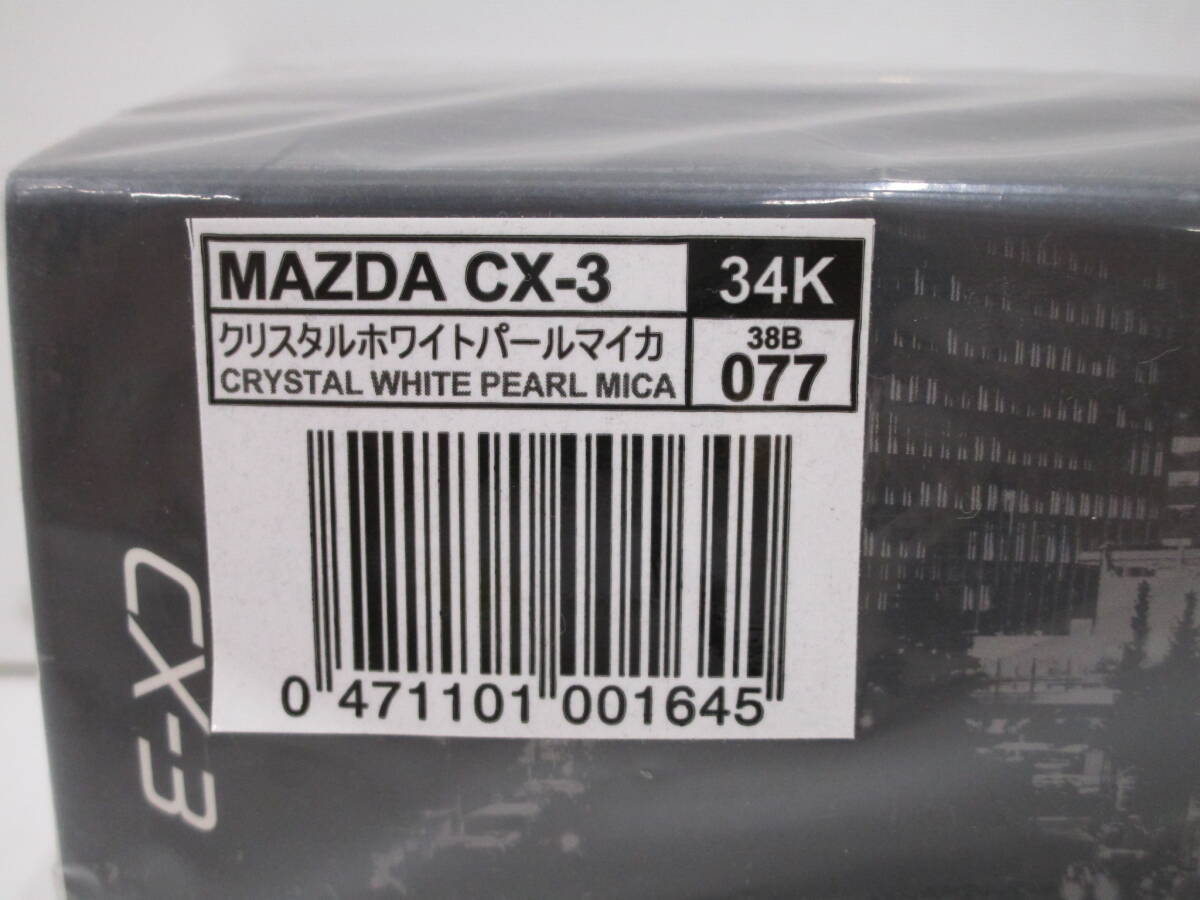 MAZDA CX-3
34K
クリスタルホワイトパールマイカ
CRYSTAL WHITE PEARL MICA
38B
077
0 471101 001645
CX-3